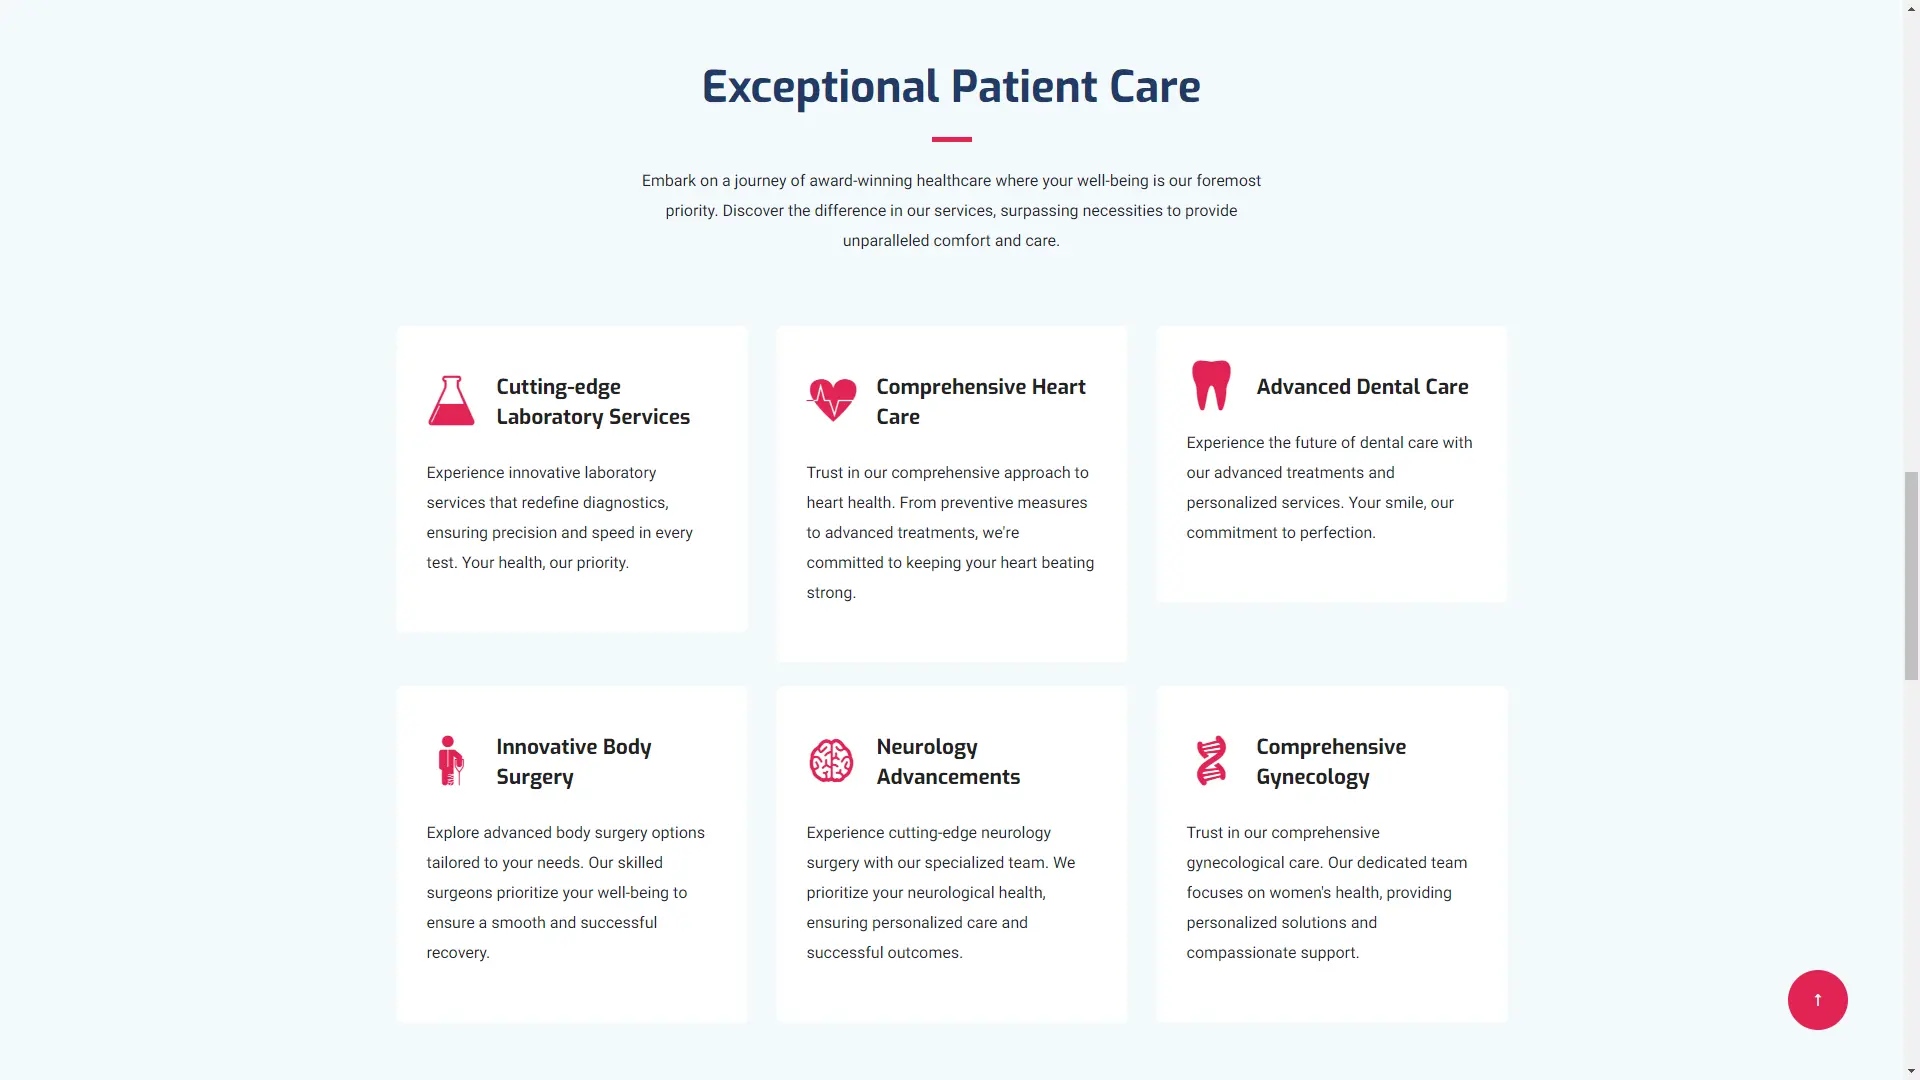 Exceptional Patient Care
Embark on a journey of award-winning healthcare where your well-being is our foremost
priority. Discover the difference in our services, surpassing necessities to provide
unparalleled comfort and care.
Cutting-edge
Laboratory Services
Experience innovative laboratory
services that redefine diagnostics,
ensuring precision and speed in every
test. Your health, our priority.
Comprehensive Heart
Care
Trust in our comprehensive approach to
heart health. From preventive measures
to advanced treatments, we're
committed to keeping your heart beating
strong.
Advanced Dental Care
Experience the future of dental care with
our advanced treatments and
personalized services. Your smile, our
commitment to perfection.
Innovative Body
Surgery
Explore advanced body surgery options
tailored to your needs. Our skilled
surgeons prioritize your well-being to
ensure a smooth and successful
recovery.
Neurology
Advancements
Experience cutting-edge neurology
surgery with our specialized team. We
prioritize your neurological health,
ensuring personalized care and
successful outcomes.
Comprehensive
Gynecology
Trust in our comprehensive
gynecological care. Our dedicated team
focuses on women's health, providing
personalized solutions and
compassionate support.